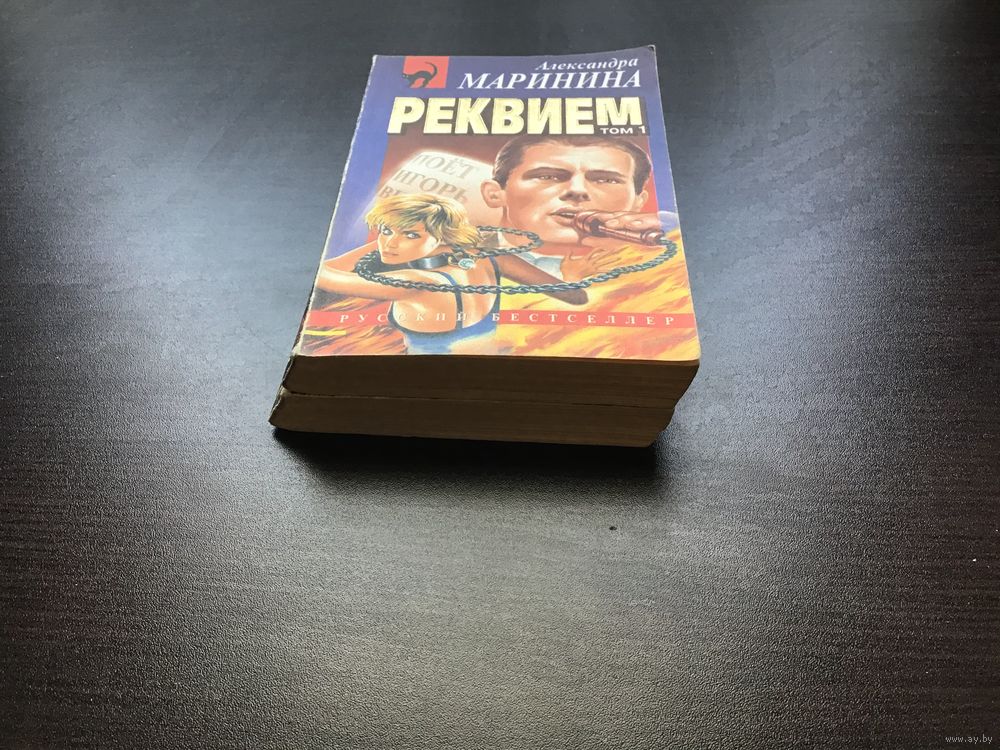 Александра
МАРИНИНА
РЕКВИЕМ
ТОМ 1
ПОЁТ
ИГОРЬ
РУССКИЙ БЕСТСЕЛЛЕР
www.ay.by